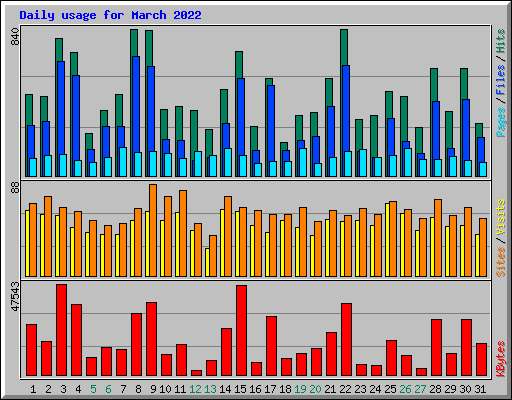 Daily usage for March 2022
840
Pages / Files / Hits
88
Sites / Visits
47543
KBytes
1 2 3 4 5 6 7 8 9 10 11 12 13 14 15 16 17 18 19 20 21 22 23 24 25 26 27 28 29 30 31